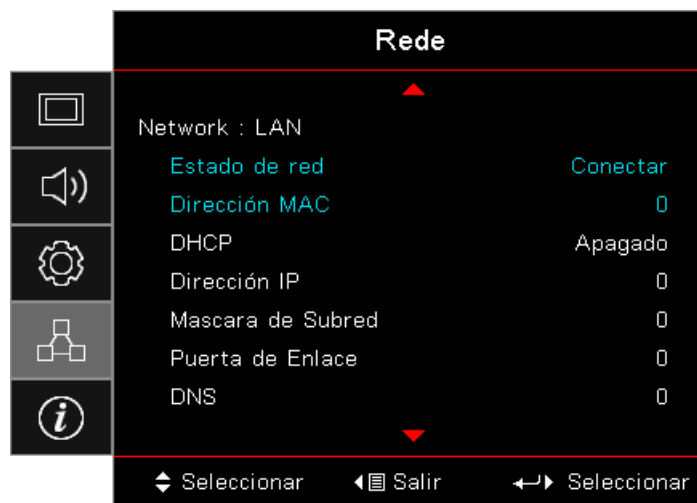 Rede
Network : LAN
Estado de red Conectar
Dirección MAC 0
DHCP Apagado
Dirección IP 0
Mascara de Subred 0
Puerta de Enlace 0
DNS 0
Seleccionar Salir Seleccionar